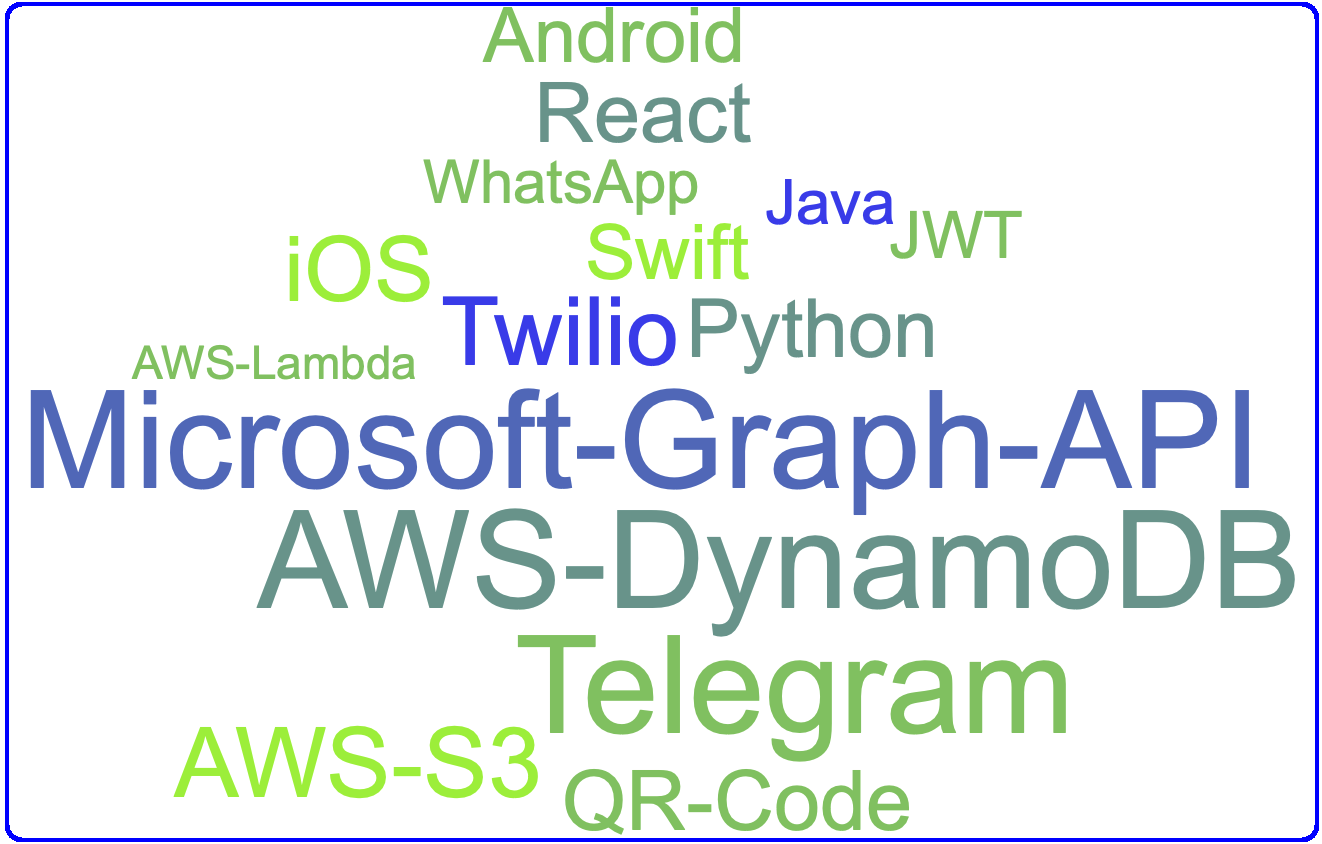 Android
React
WhatsApp
Java
JWT
iOS
Swift
Twilio
Python
AWS-Lambda
Microsoft-Graph-API
AWS-DynamoDB
Telegram
AWS-S3
QR-Code